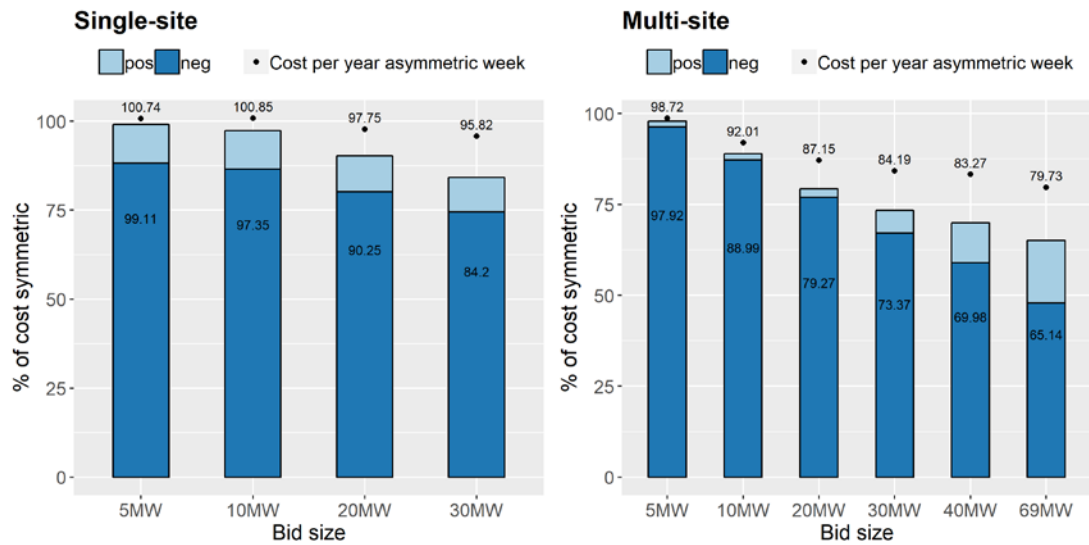 Single-site
pos neg Cost per year asymmetric week
% of cost symmetric
100
75
50
25
0
100.74 100.85 97.75 95.82
99.11 97.35 90.25 84.2
5MW 10MW 20MW 30MW
Bid size
Multi-site
pos neg Cost per year asymmetric week
% of cost symmetric
100
75
50
25
0
98.72 92.01 87.15 84.19 83.27 79.73
97.92 88.99 79.27 73.37 69.98 65.14
5MW 10MW 20MW 30MW 40MW 69MW
Bid size